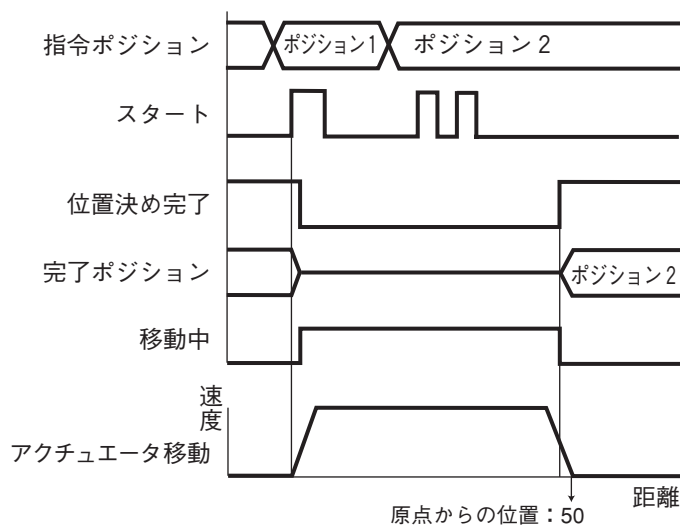 指令ポジション
ポジション1
ポジション2
スタート
位置決め完了
完了ポジション
ポジション2
移動中
速度
アクチュエータ移動
距離
原点からの位置：50